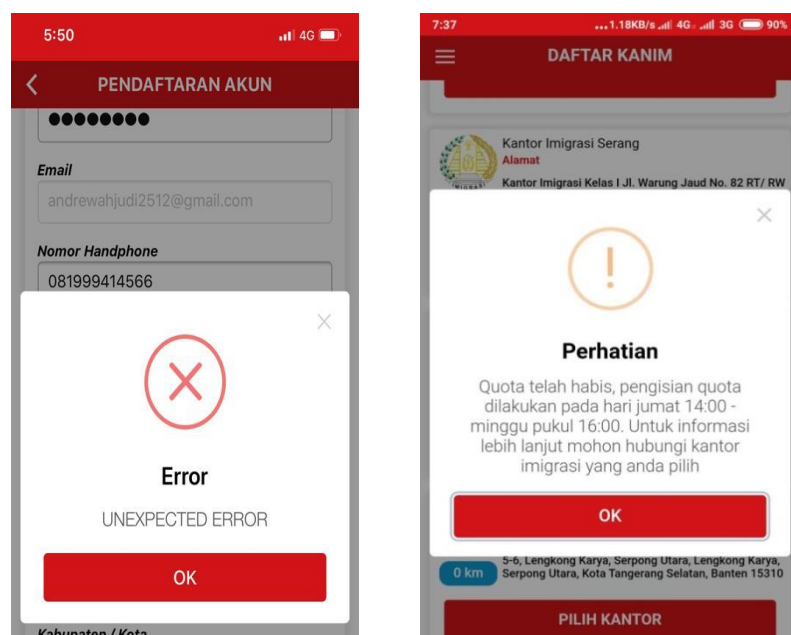 5:50
4G
PENDAFTARAN AKUN
Email
andrewahjudi2512@gmail.com
Nomor Handphone
081999414566
Error
UNEXPECTED ERROR
OK
Kabupaten / Kota
7:37
...1.18KB/s 4G 3G 90%
DAFTAR KANIM
Kantor Imigrasi Serang
Alamat
Kantor Imigrasi Kelas I Jl. Warung Jaud No. 82 RT/ RW
IMIGRASI
Perhatian
Quota telah habis, pengisian quota
dilakukan pada hari jumat 14:00 -
minggu pukul 16:00. Untuk informasi
lebih lanjut mohon hubungi kantor
imigrasi yang anda pilih
OK
5-6, Lengkong Karya, Serpong Utara, Lengkong Karya,
0 km Serpong Utara, Kota Tangerang Selatan, Banten 15310
PILIH KANTOR